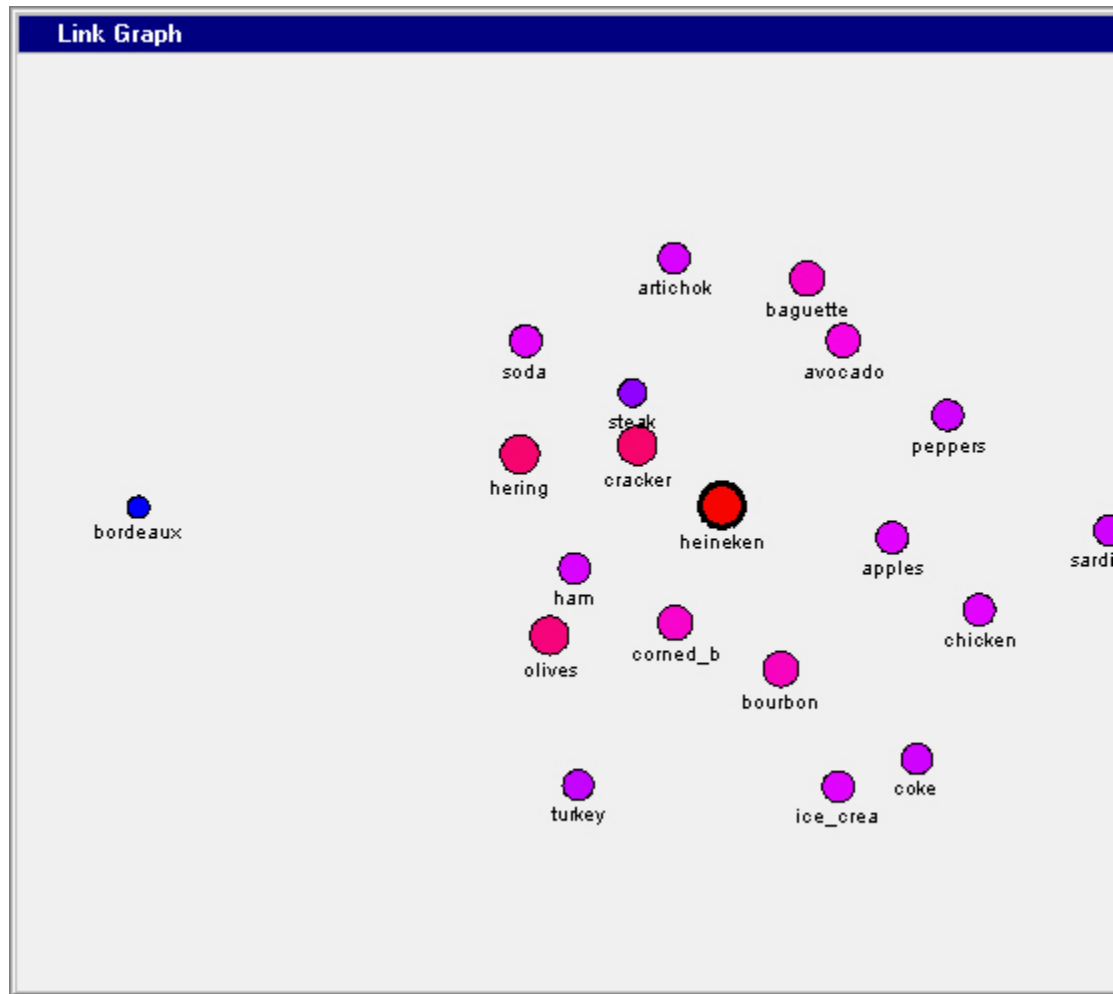 Link Graph
artichok
baguette
soda
avocado
steak
peppers
hering
cracker
bordeaux
heineken
sardi
apples
ham
chicken
olives
corned_b
bourbon
coke
turkey
ice_crea